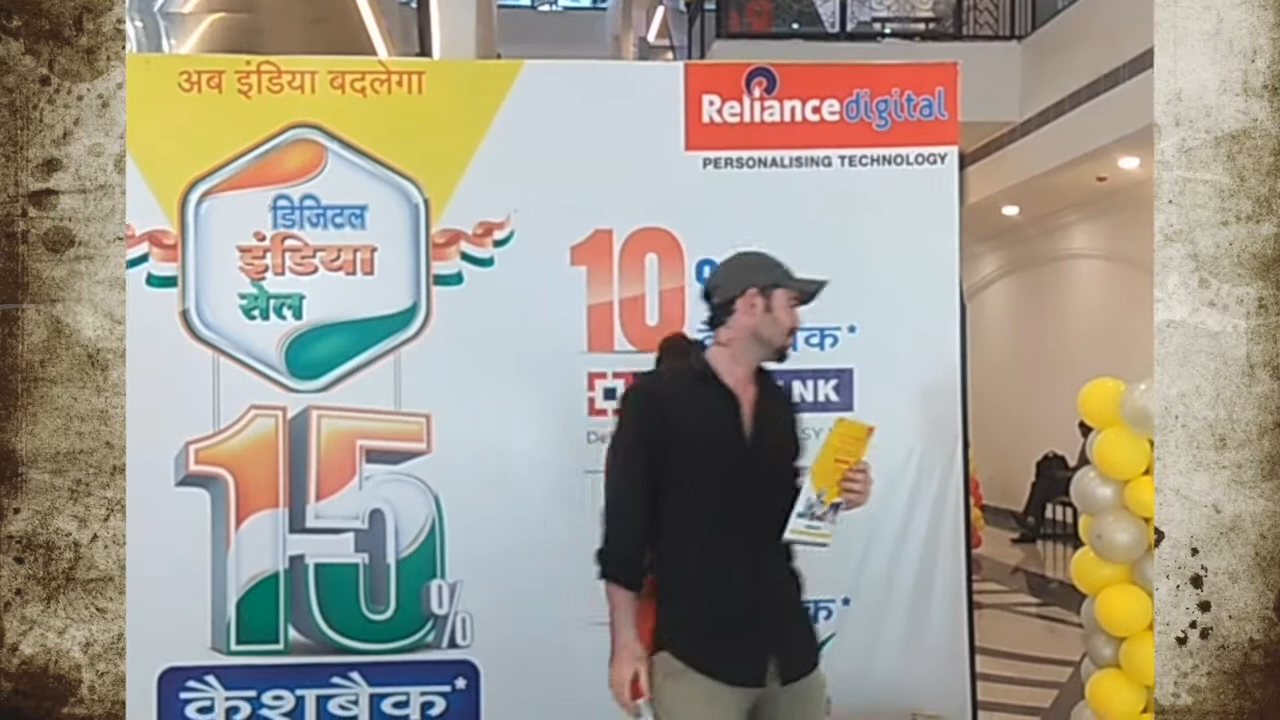 अब इंडिया बदलेगा
Reliance digital
PERSONALISING TECHNOLOGY
डिजिटल
इंडिया
सेल
10%
15%
कैशबैक*